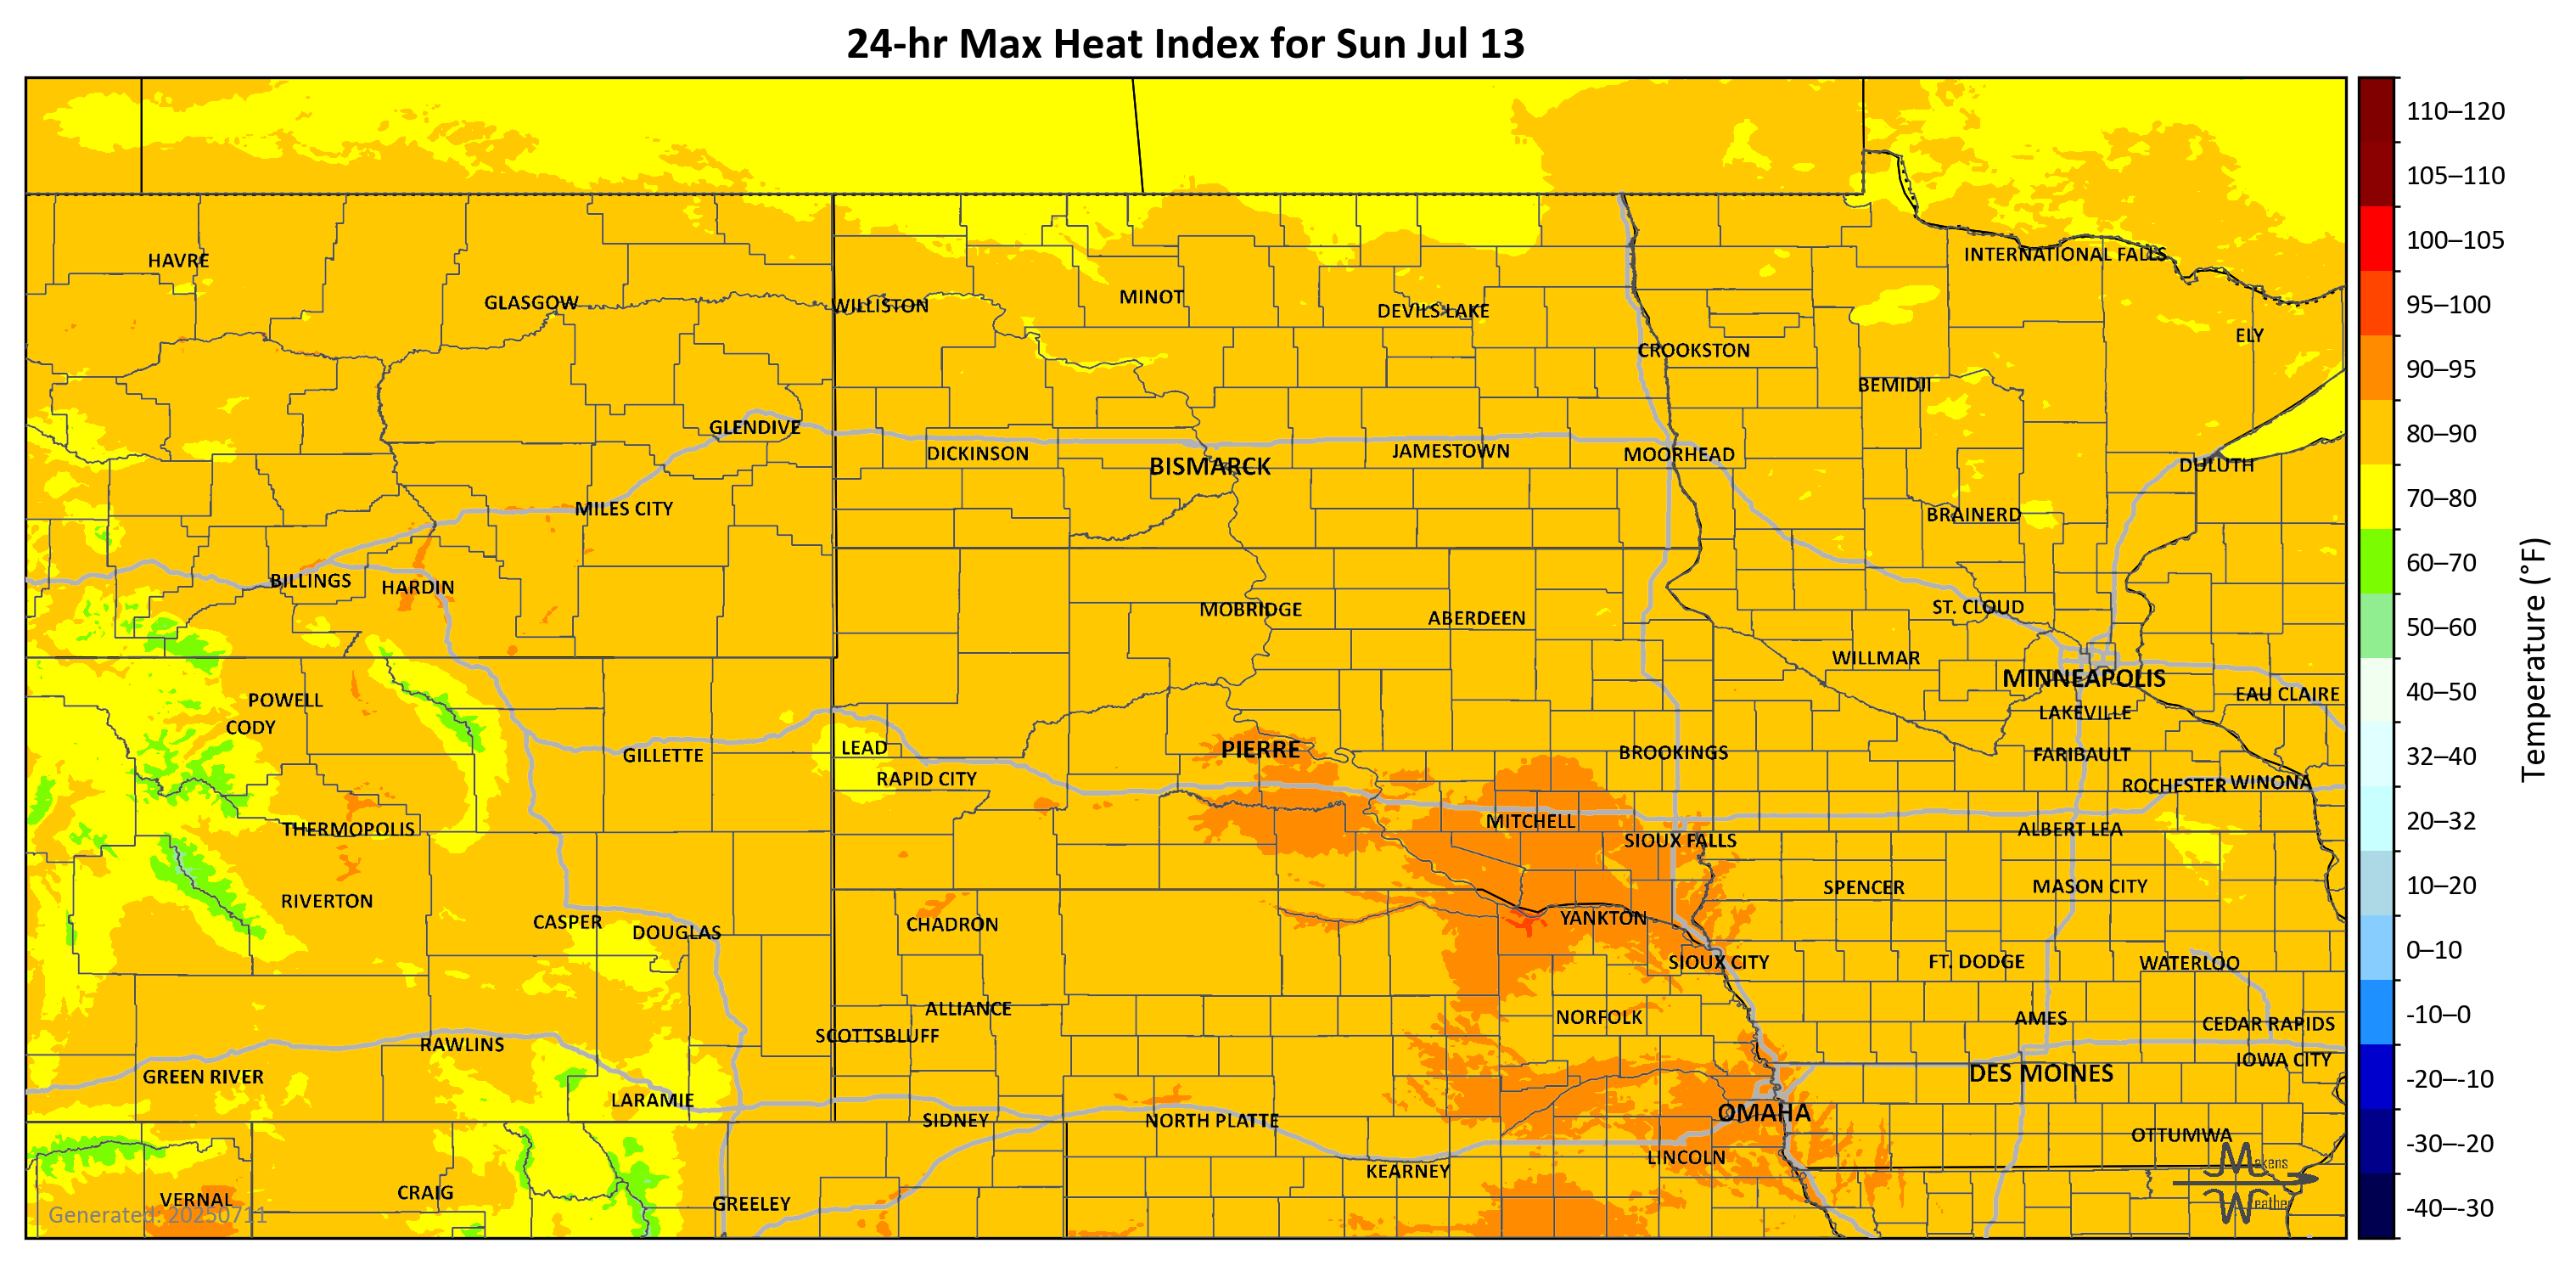 24-hr Max Heat Index for Sun Jul 13
110–120
105–110
100–105
95–100
90–95
80–90
70–80
60–70
50–60
40–50
32–40
20–32
10–20
0–10
-10–0
-20–-10
-30–-20
-40–-30
Temperature (°F)
HAVRE
INTERNATIONAL FALLS
GLASGOW
WILLISTON
MINOT
DEVILS LAKE
ELY
CROOKSTON
BEMIDJI
GLENDIVE
DICKINSON
BISMARCK
JAMESTOWN
MOORHEAD
DULUTH
MILES CITY
BRAINERD
BILLINGS
HARDIN
MOBRIDGE
ABERDEEN
ST. CLOUD
WILLMAR
MINNEAPOLIS
EAU CLAIRE
POWELL
CODY
LAKEVILLE
GILLETTE
LEAD
PIERRE
BROOKINGS
FARIBAULT
RAPID CITY
ROCHESTER
WINONA
THERMOPOLIS
MITCHELL
SIOUX FALLS
ALBERT LEA
RIVERTON
SPENCER
MASON CITY
CASPER
DOUGLAS
CHADRON
YANKTON
SIOUX CITY
FT. DODGE
WATERLOO
ALLIANCE
NORFOLK
AMES
CEDAR RAPIDS
SCOTTSBLUFF
RAWLINS
IOWA CITY
GREEN RIVER
DES MOINES
LARAMIE
SIDNEY
NORTH PLATTE
OMAHA
OTTUMWA
LINCOLN
KEARNEY
VERNAL
CRAIG
GREELEY
Generated: 20250711
Makens
Weather